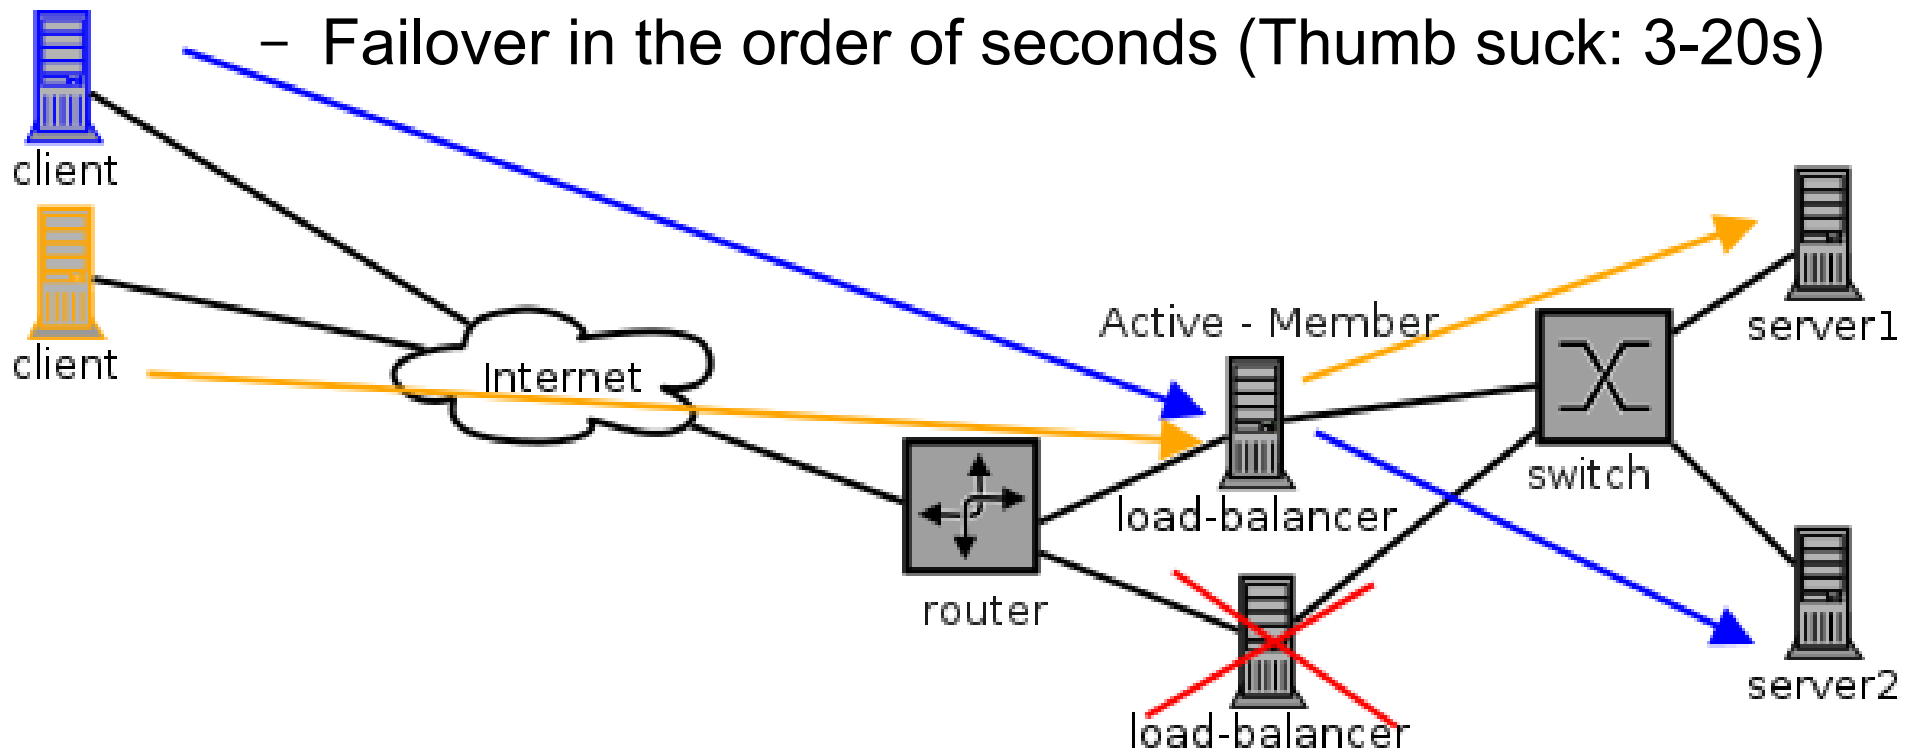 – Failover in the order of seconds (Thumb suck: 3-20s)
client
client
Internet
Active - Member
server1
switch
load-balancer
router
server2
load-balancer